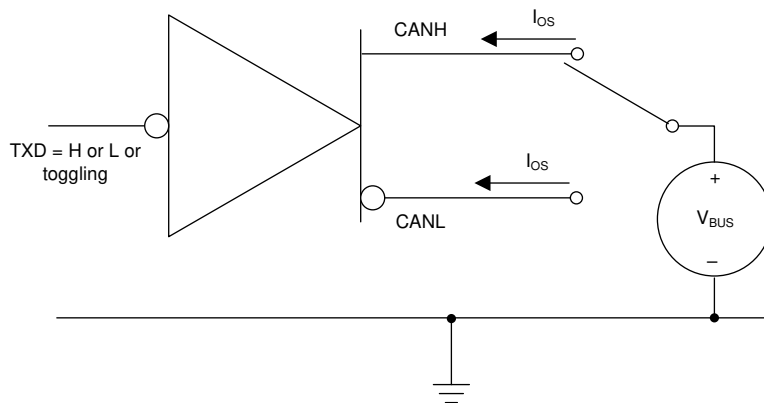 CANH
I_OS
TXD = H or L or
toggling
I_OS
CANL
+
V_BUS
–